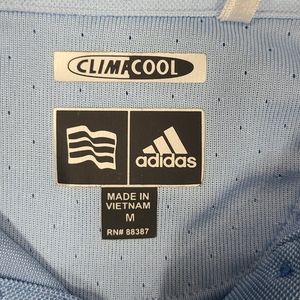 CLIMACOOL
adidas
MADE IN
VIETNAM
M
RN# 88387